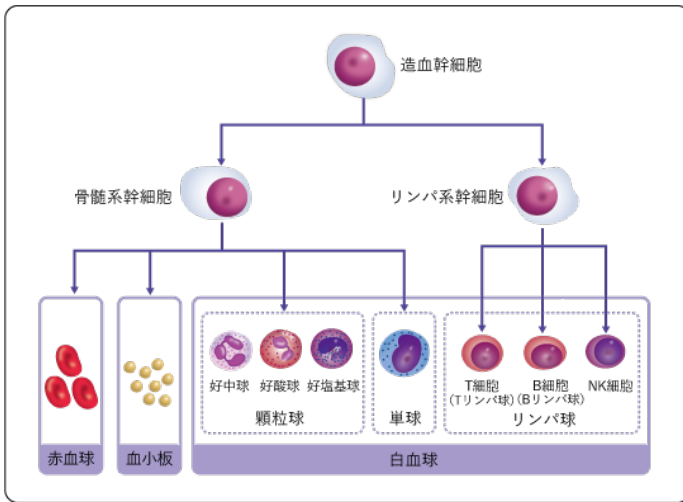 造血幹細胞
骨髄系幹細胞
リンパ系幹細胞
好中球
好酸球
好塩基球
顆粒球
単球
T細胞
(Tリンパ球)
B細胞
(Bリンパ球)
NK細胞
リンパ球
赤血球
血小板
白血球